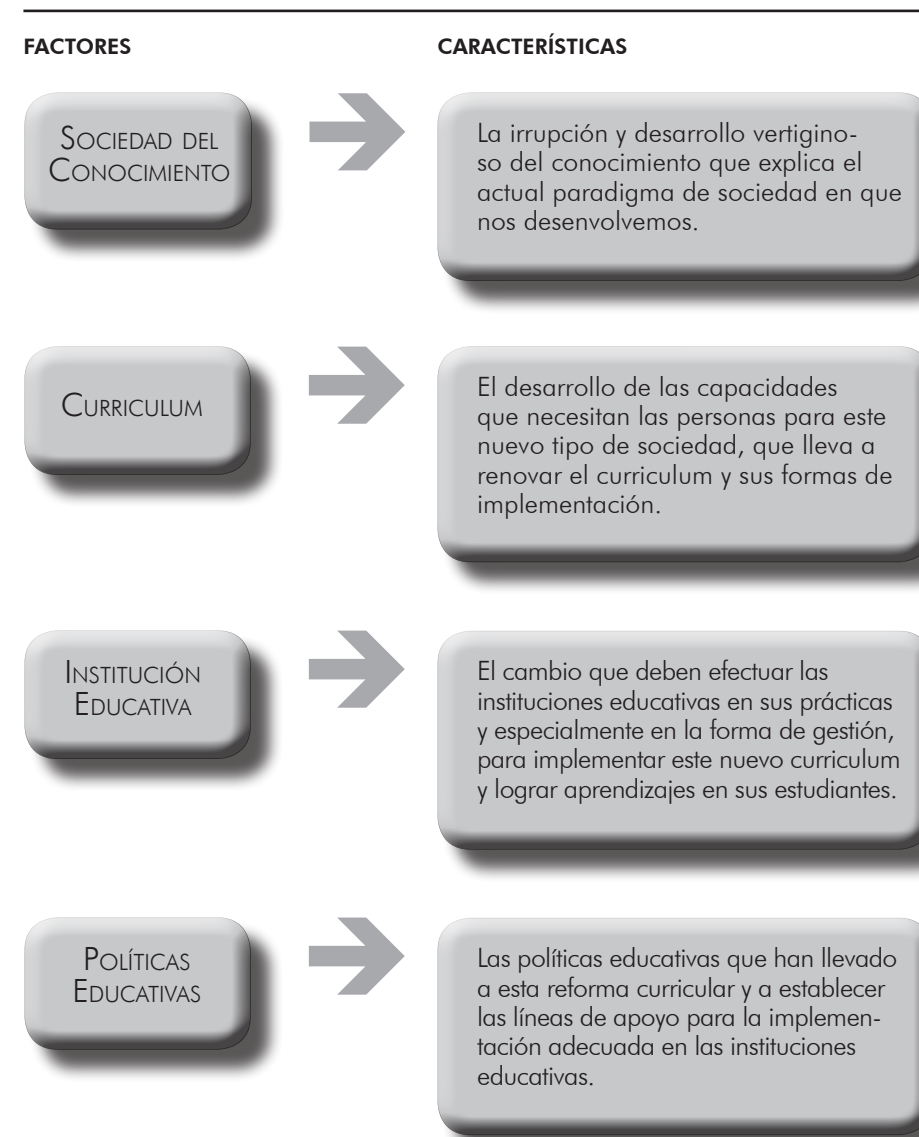 FACTORES
CARACTERÍSTICAS
SOCIEDAD DEL
CONOCIMIENTO
La irrupción y desarrollo vertigino-
so del conocimiento que explica el
actual paradigma de sociedad en que
nos desenvolvemos.
CURRICULUM
El desarrollo de las capacidades
que necesitan las personas para este
nuevo tipo de sociedad, que lleva a
renovar el curriculum y sus formas de
implementación.
INSTITUCIÓN
EDUCATIVA
El cambio que deben efectuar las
instituciones educativas en sus prácticas
y especialmente en la forma de gestión,
para implementar este nuevo curriculum
y lograr aprendizajes en sus estudiantes.
POLÍTICAS
EDUCATIVAS
Las políticas educativas que han llevado
a esta reforma curricular y a establecer
las líneas de apoyo para la implemen-
tación adecuada en las instituciones
educativas.